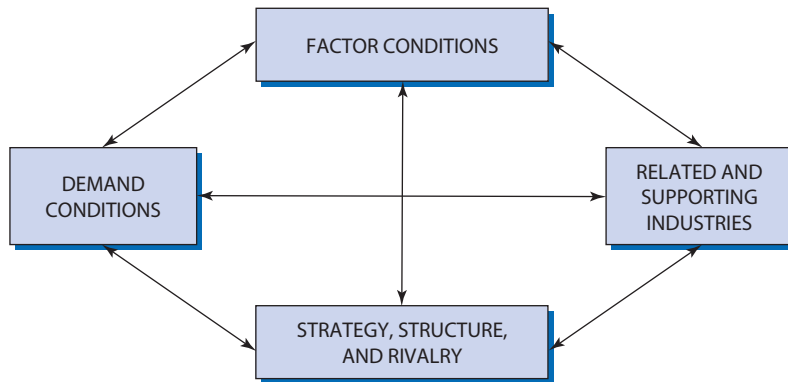 FACTOR CONDITIONS
DEMAND
CONDITIONS
RELATED AND
SUPPORTING
INDUSTRIES
STRATEGY, STRUCTURE,
AND RIVALRY